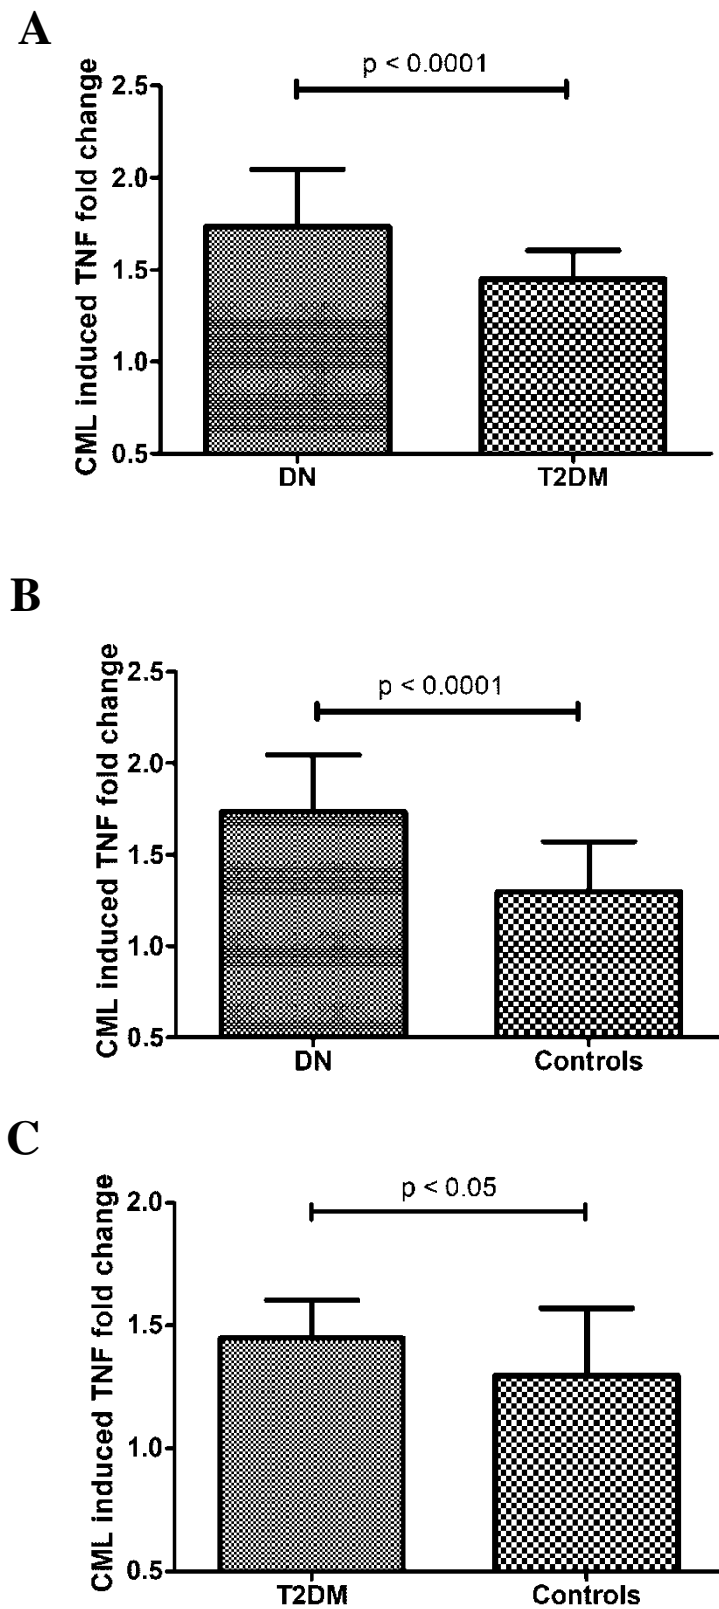 A
p < 0.0001
CML induced TNF fold change
2.5
2.0
1.5
1.0
0.5
DN T2DM
B
p < 0.0001
CML induced TNF fold change
2.5
2.0
1.5
1.0
0.5
DN Controls
C
p < 0.05
CML induced TNF fold change
2.0
1.5
1.0
0.5
T2DM Controls